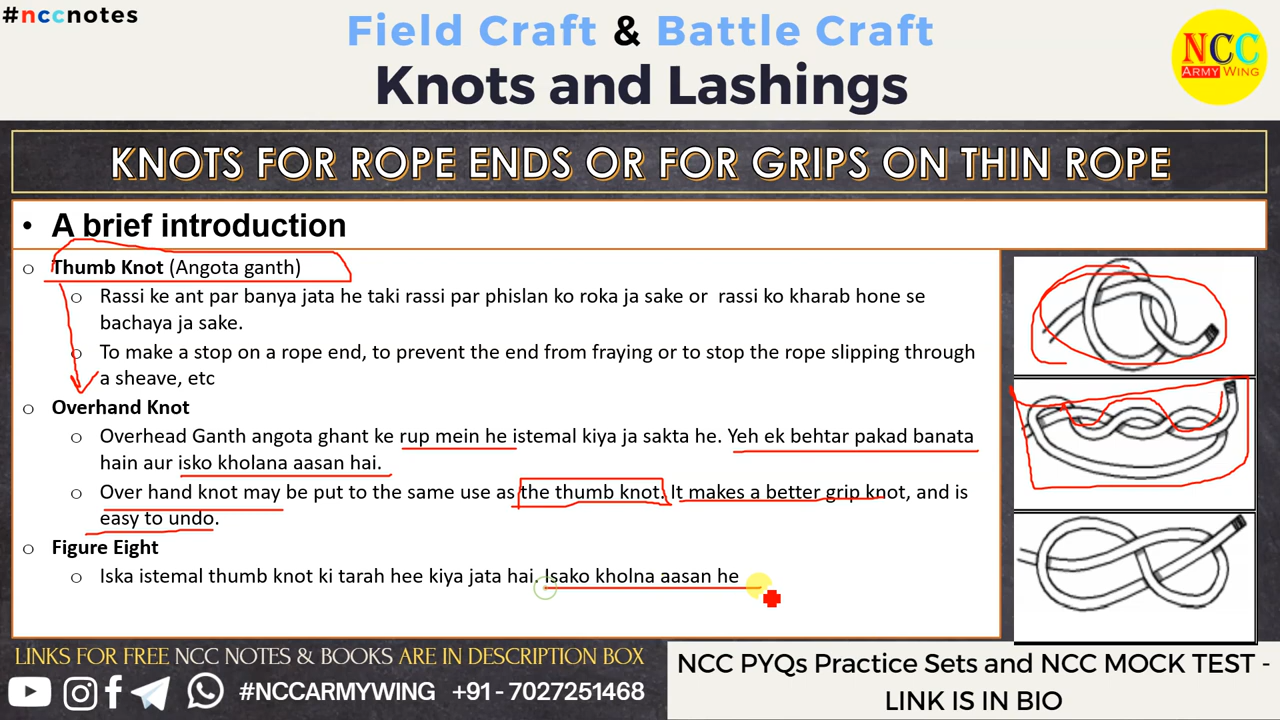 #nccnotes
Field Craft & Battle Craft
Knots and Lashings
NCC
ARMY WING
KNOTS FOR ROPE ENDS OR FOR GRIPS ON THIN ROPE
• A brief introduction
o Thumb Knot (Angota ganth)
o Rassi ke ant par banya jata he taki rassi par phislan ko roka ja sake or rassi ko kharab hone se
bachaya ja sake.
o To make a stop on a rope end, to prevent the end from fraying or to stop the rope slipping through
a sheave, etc
o Overhand Knot
o Overhead Ganth angota ghant ke rup mein he istemal kiya ja sakta he. Yeh ek behtar pakad banata
hain aur isko kholana aasan hai.
o Over hand knot may be put to the same use as the thumb knot. It makes a better grip knot, and is
easy to undo.
o Figure Eight
o Iska istemal thumb knot ki tarah hee kiya jata hai. Isako kholna aasan he
LINKS FOR FREE NCC NOTES & BOOKS ARE IN DESCRIPTION BOX
#NCCARMYWING +91 - 7027251468
NCC PYQs Practice Sets and NCC MOCK TEST -
LINK IS IN BIO